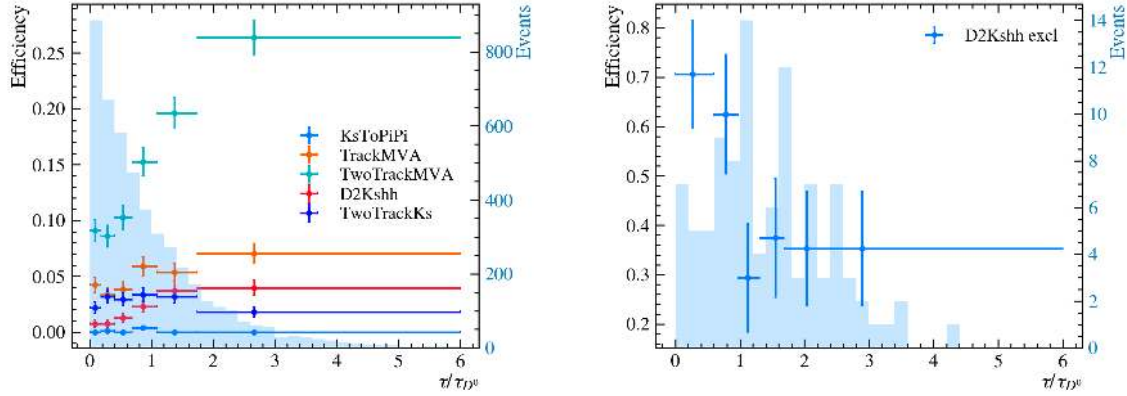 Efficiency
0.25
0.20
0.15
0.10
0.05
0.00
KsToPiPi
TrackMVA
TwoTrackMVA
D2Kshh
TwoTrackKs
800
600
400
200
0
Events
0 1 2 3 4 5 6
τ/τ_D⁰
Efficiency
0.8
0.7
0.6
0.5
0.4
0.3
0.2
D2Kshh excl
14
12
10
8
6
4
2
0
Events
0 1 2 3 4 5 6
τ/τ_D⁰